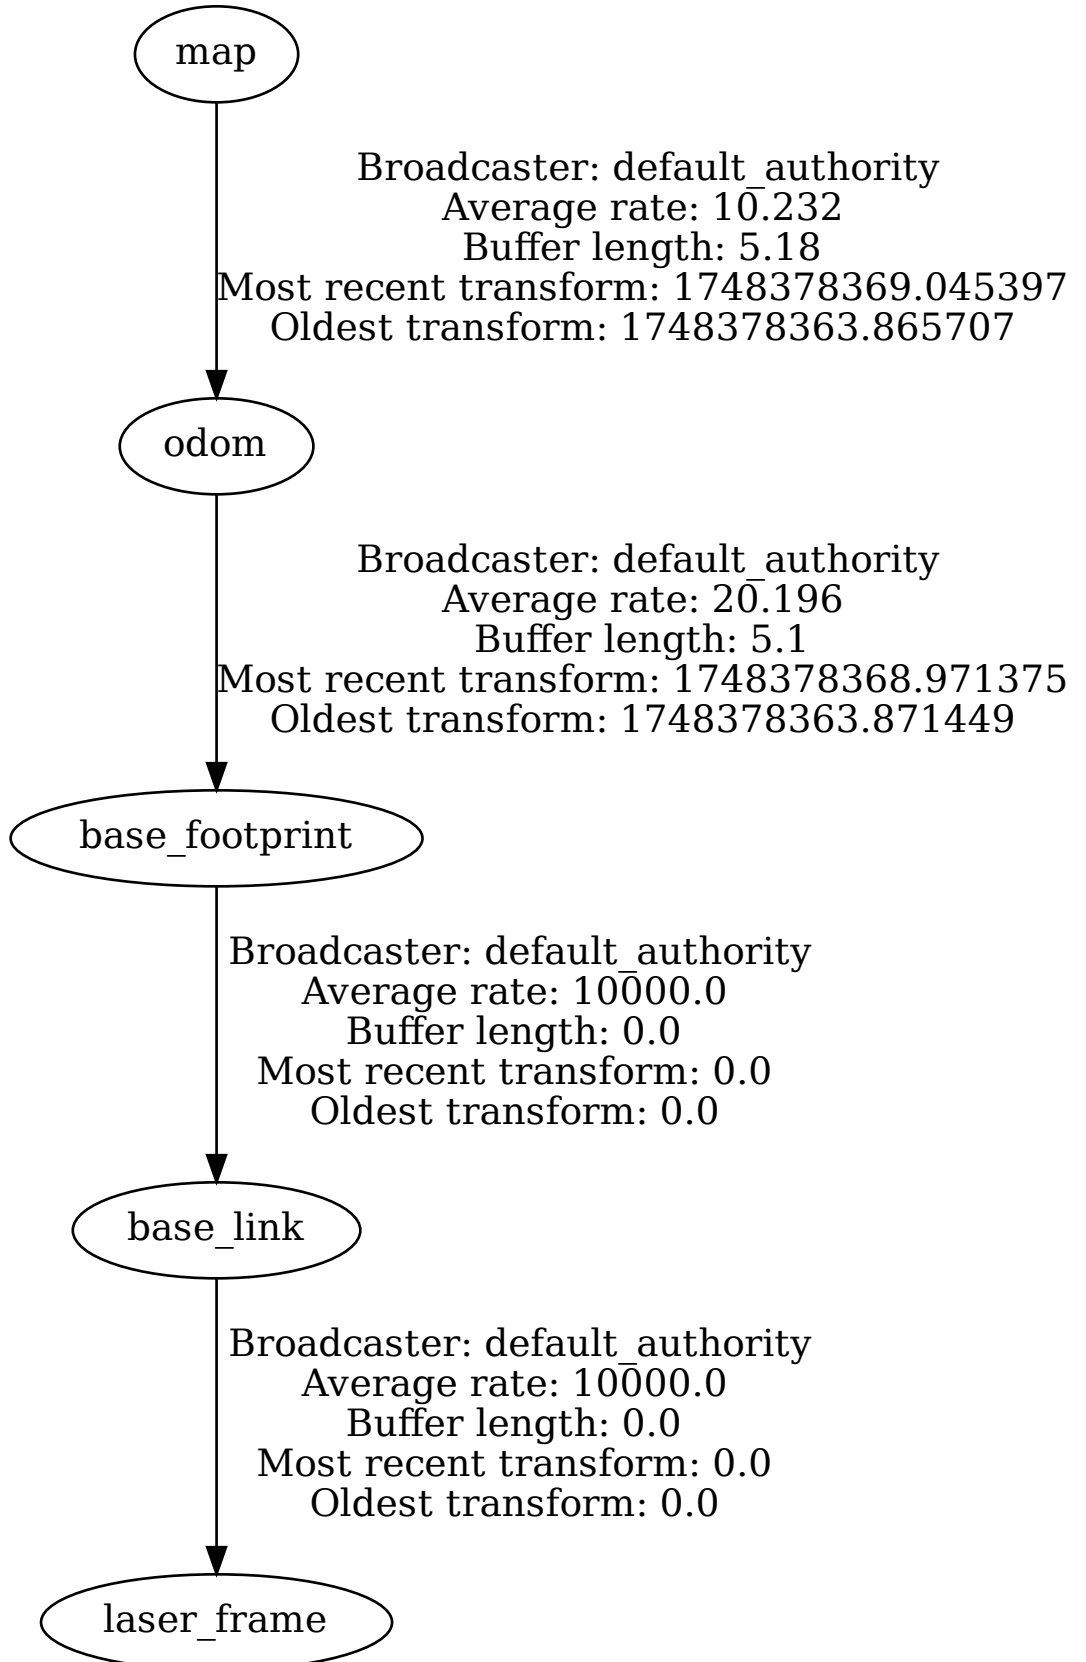 map
Broadcaster: default_authority
Average rate: 10.232
Buffer length: 5.18
Most recent transform: 1748378369.045397
Oldest transform: 1748378363.865707
odom
Broadcaster: default_authority
Average rate: 20.196
Buffer length: 5.1
Most recent transform: 1748378368.971375
Oldest transform: 1748378363.871449
base_footprint
Broadcaster: default_authority
Average rate: 10000.0
Buffer length: 0.0
Most recent transform: 0.0
Oldest transform: 0.0
base_link
Broadcaster: default_authority
Average rate: 10000.0
Buffer length: 0.0
Most recent transform: 0.0
Oldest transform: 0.0
laser_frame